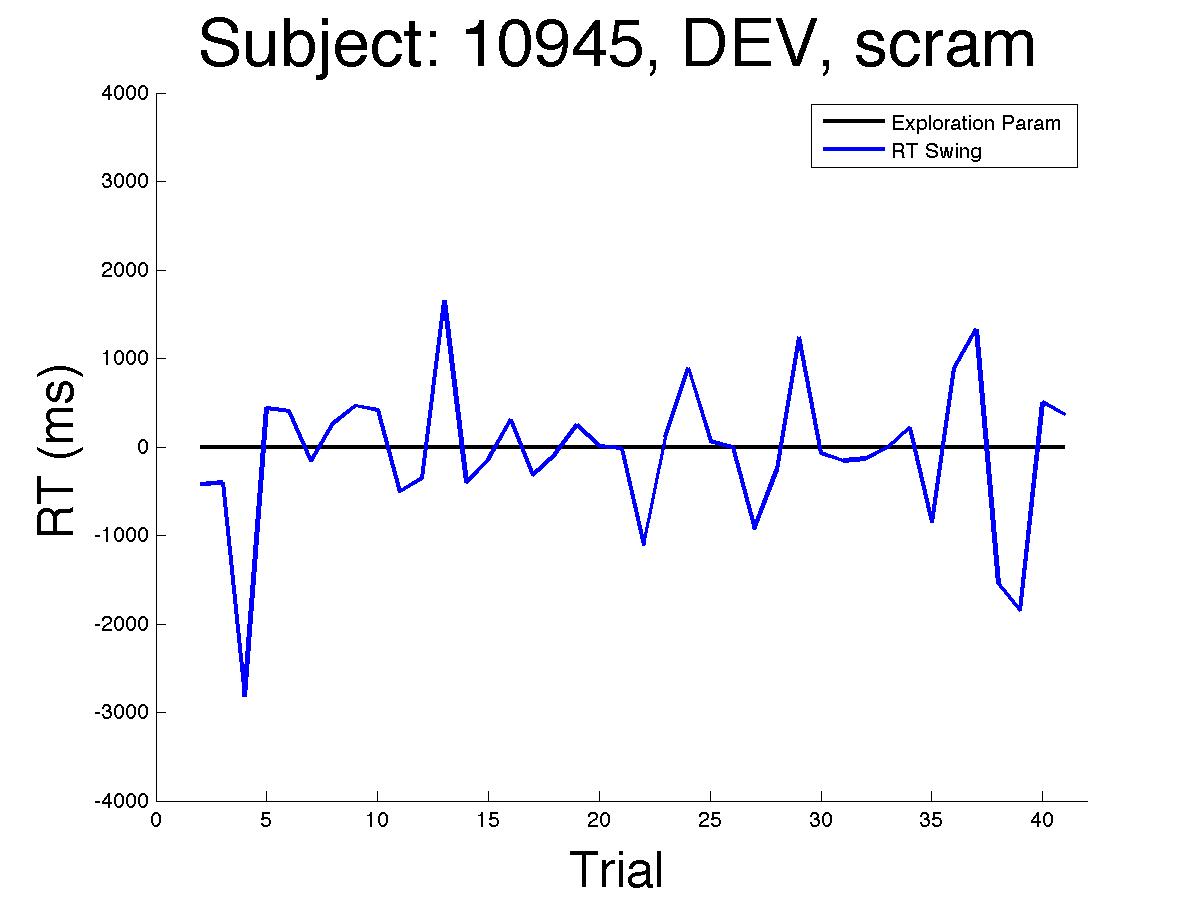 Subject: 10945, DEV, scram
4000
3000
2000
1000
0
-1000
-2000
-3000
-4000
RT (ms)
Exploration Param
RT Swing
0 5 10 15 20 25 30 35 40
Trial